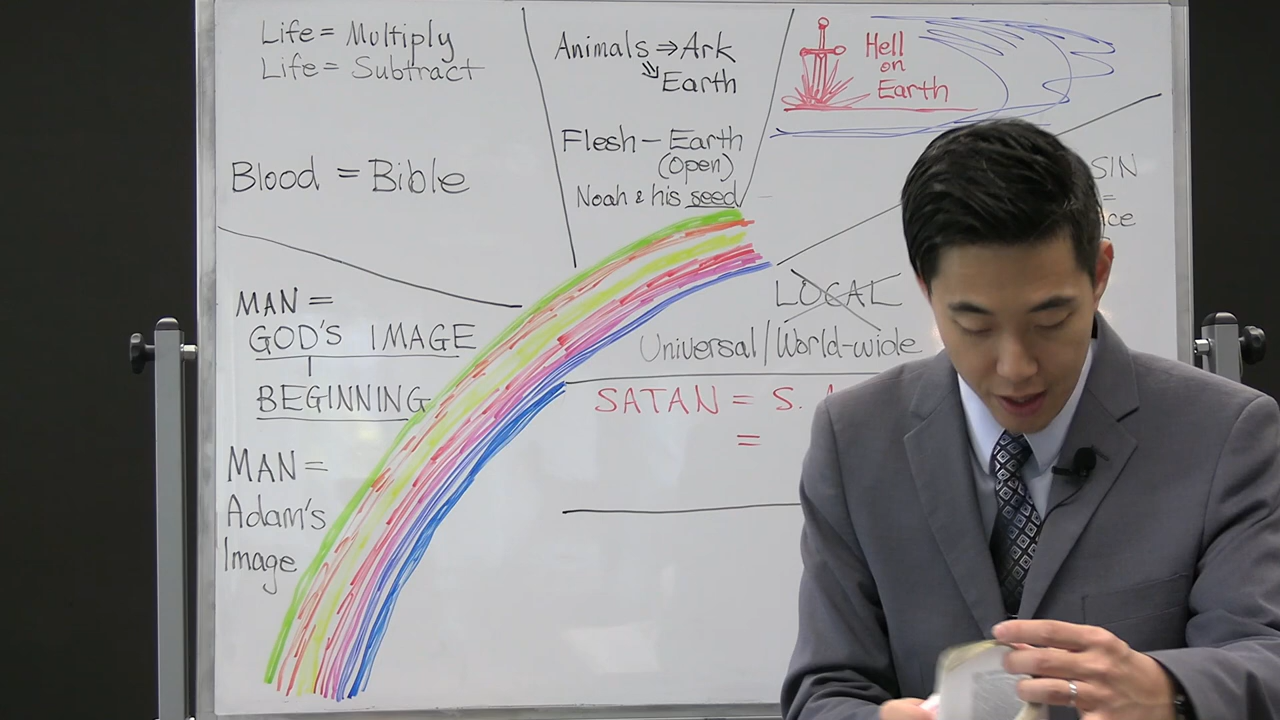 Life = Multiply
Life = Subtract
Blood = Bible
Animals ⇒ Ark
⇒ Earth
Flesh – Earth
(Open)
Noah & his seed
Hell
on
Earth
SIN
=
MAN =
GOD'S IMAGE
BEGINNING
MAN =
Adam's
Image
LOCAL
Universal/World-wide
SATAN = S.
=